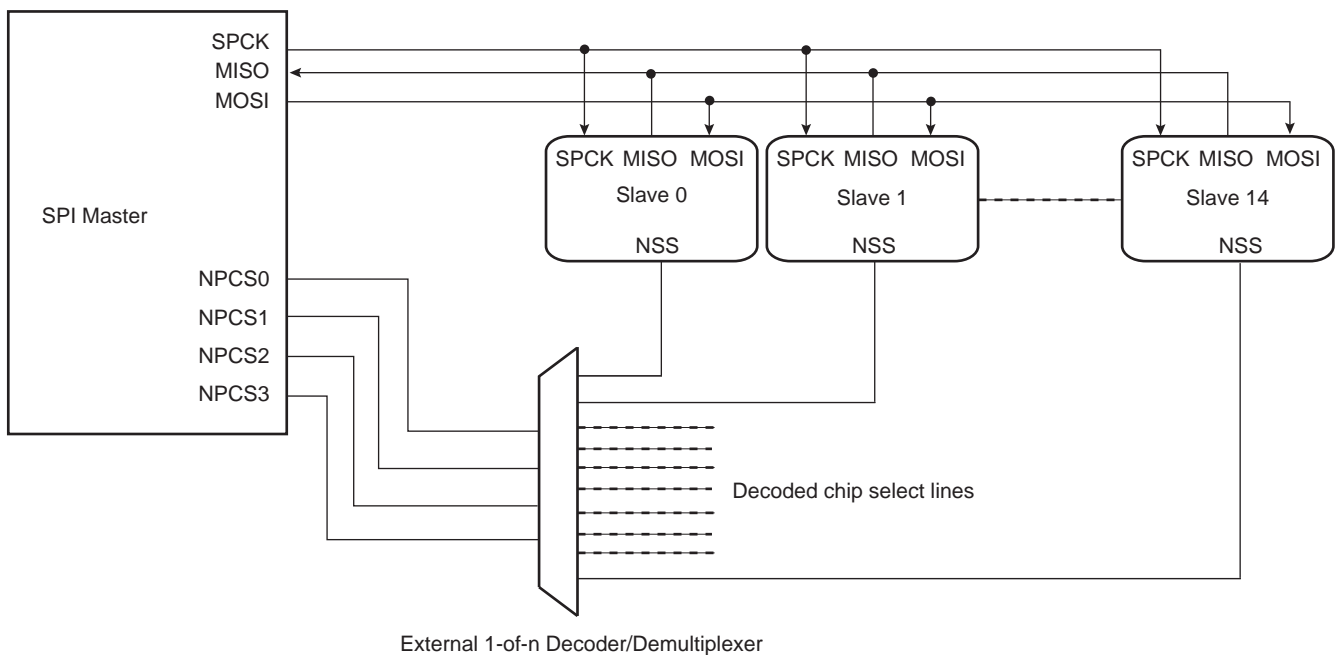 SPCK
MISO
MOSI
SPI Master
NPCS0
NPCS1
NPCS2
NPCS3
SPCK MISO MOSI
Slave 0
NSS
SPCK MISO MOSI
Slave 1
NSS
SPCK MISO MOSI
Slave 14
NSS
Decoded chip select lines
External 1-of-n Decoder/Demultiplexer